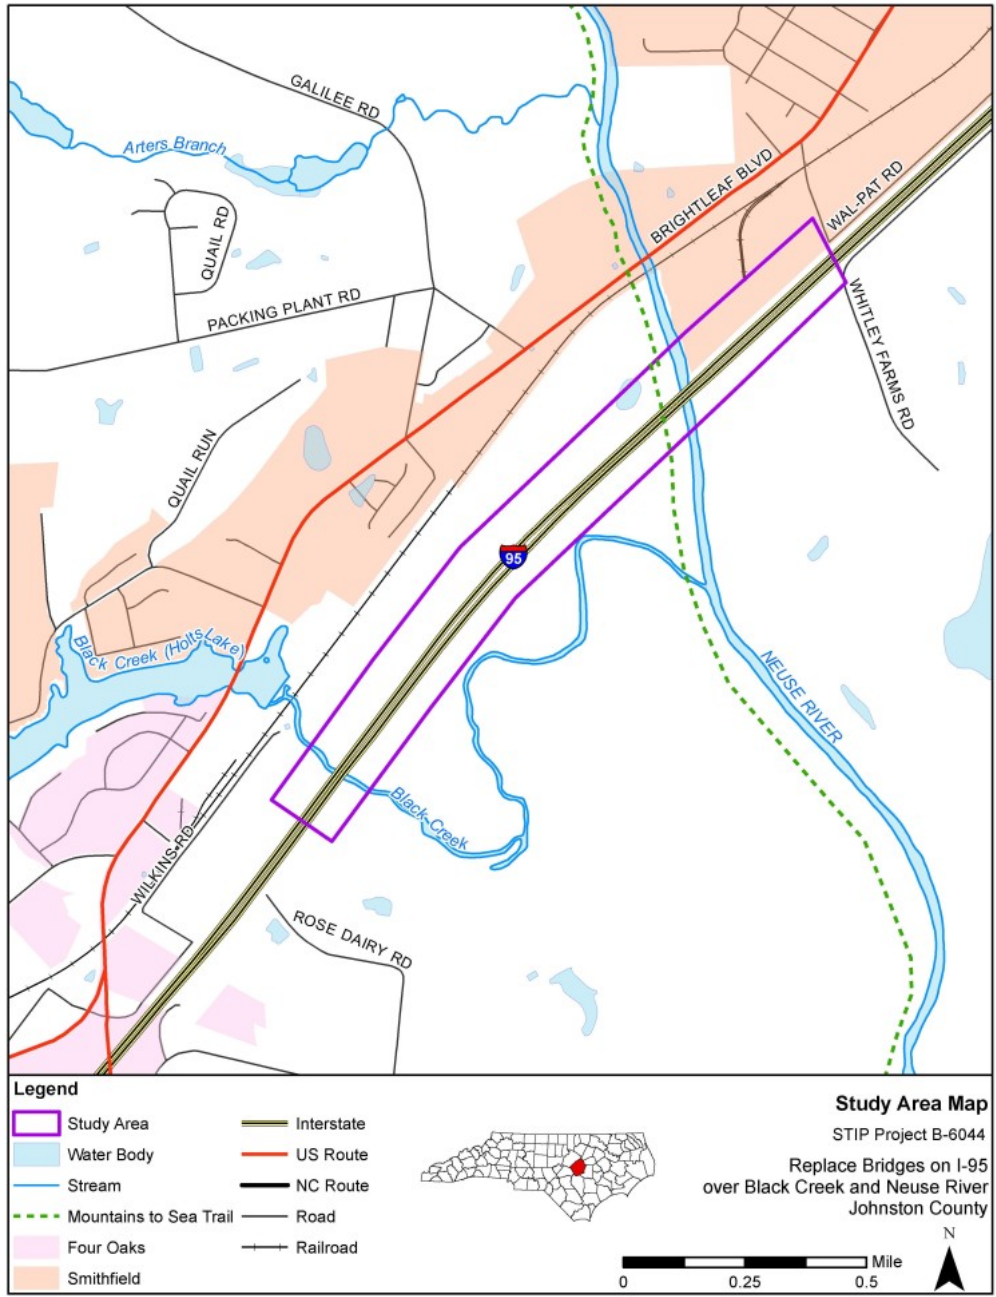 GALILEE RD
Arters Branch
BRIGHTLEAF BLVD
WAL-PAT RD
QUAIL RD
PACKING PLANT RD
WHITLEY FARMS RD
QUAIL RUN
95
Black Creek (Holts Lake)
NEUSE RIVER
Black Creek
WILKINS RD
ROSE DAIRY RD
Legend
Study Area
Water Body
Stream
Mountains to Sea Trail
Four Oaks
Smithfield
Interstate
US Route
NC Route
Road
Railroad
Study Area Map
STIP Project B-6044
Replace Bridges on I-95
over Black Creek and Neuse River
Johnston County
N
Mile
0 0.25 0.5